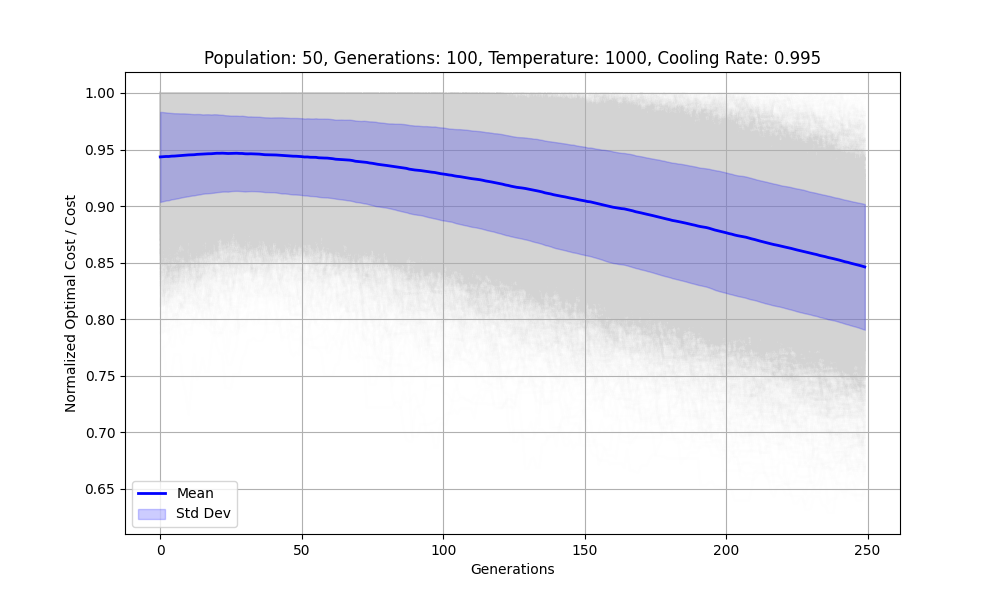 Population: 50, Generations: 100, Temperature: 1000, Cooling Rate: 0.995
1.00
0.95
0.90
0.85
0.80
0.75
0.70
0.65
Normalized Optimal Cost / Cost
Mean
Std Dev
0 50 100 150 200 250
Generations